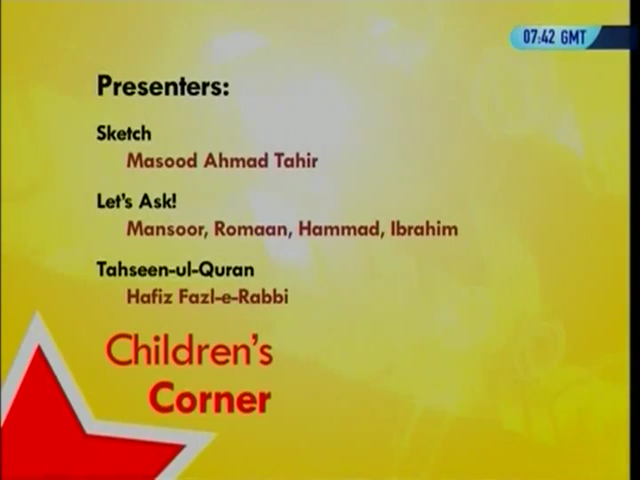 07:42 GMT
Presenters:
Sketch
Masood Ahmad Tahir
Let's Ask!
Mansoor, Romaan, Hammad, Ibrahim
Tahseen-ul-Quran
Hafiz Fazl-e-Rabbi
Children's
Corner